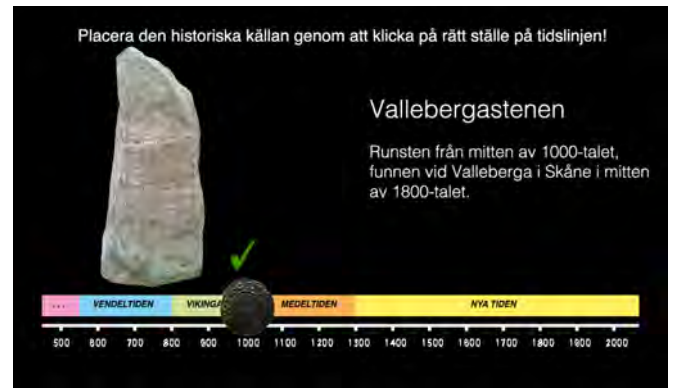 Placera den historiska källan genom att klicka på rätt ställe på tidslinjen!
Vallebergastenen
Runsten från mitten av 1000-talet,
funnen vid Valleberga i Skåne i mitten
av 1800-talet.
... VENDELTIDEN VIKINGA MEDELTIDEN NYA TIDEN
500 600 700 800 900 1000 1100 1200 1300 1400 1500 1600 1700 1800 1900 2000